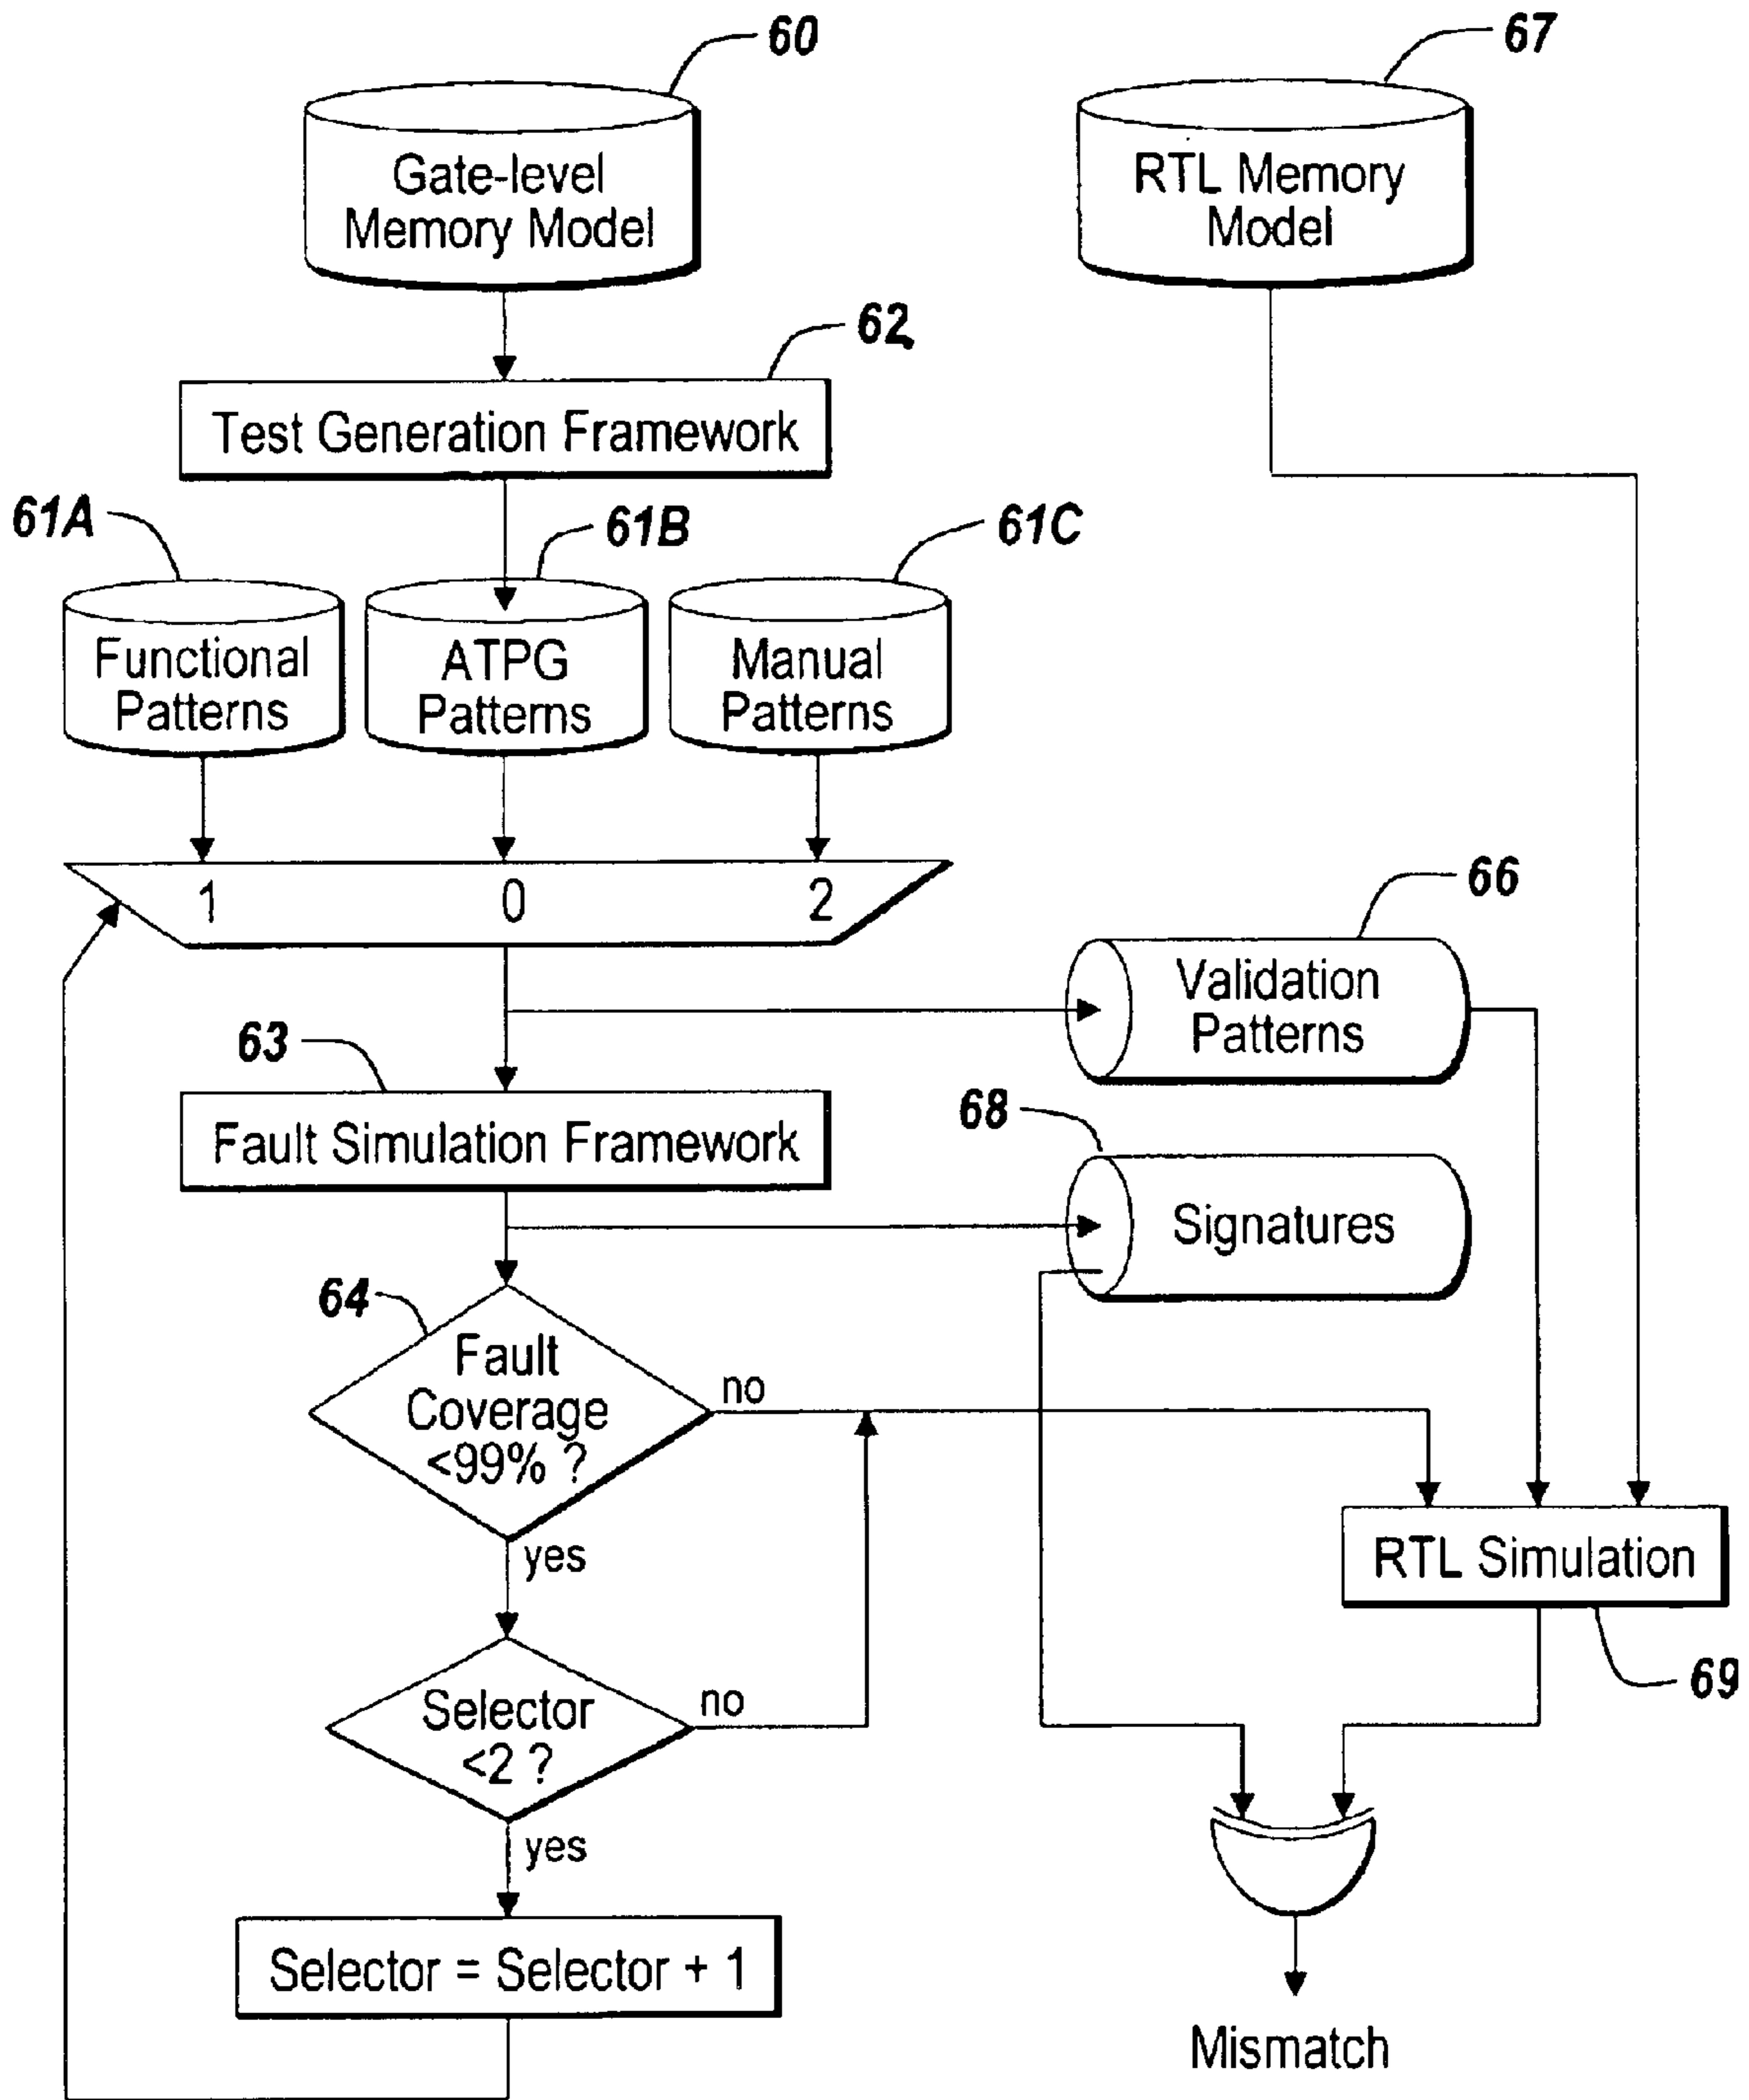 60
67
Gate-level
Memory Model
RTL Memory
Model
62
Test Generation Framework
61A
61B
61C
Functional
Patterns
ATPG
Patterns
Manual
Patterns
1
0
2
66
Validation
Patterns
63
Fault Simulation Framework
68
Signatures
64
Fault
Coverage
<99% ?
no
yes
RTL Simulation
69
Selector
<2 ?
no
yes
Selector = Selector + 1
Mismatch